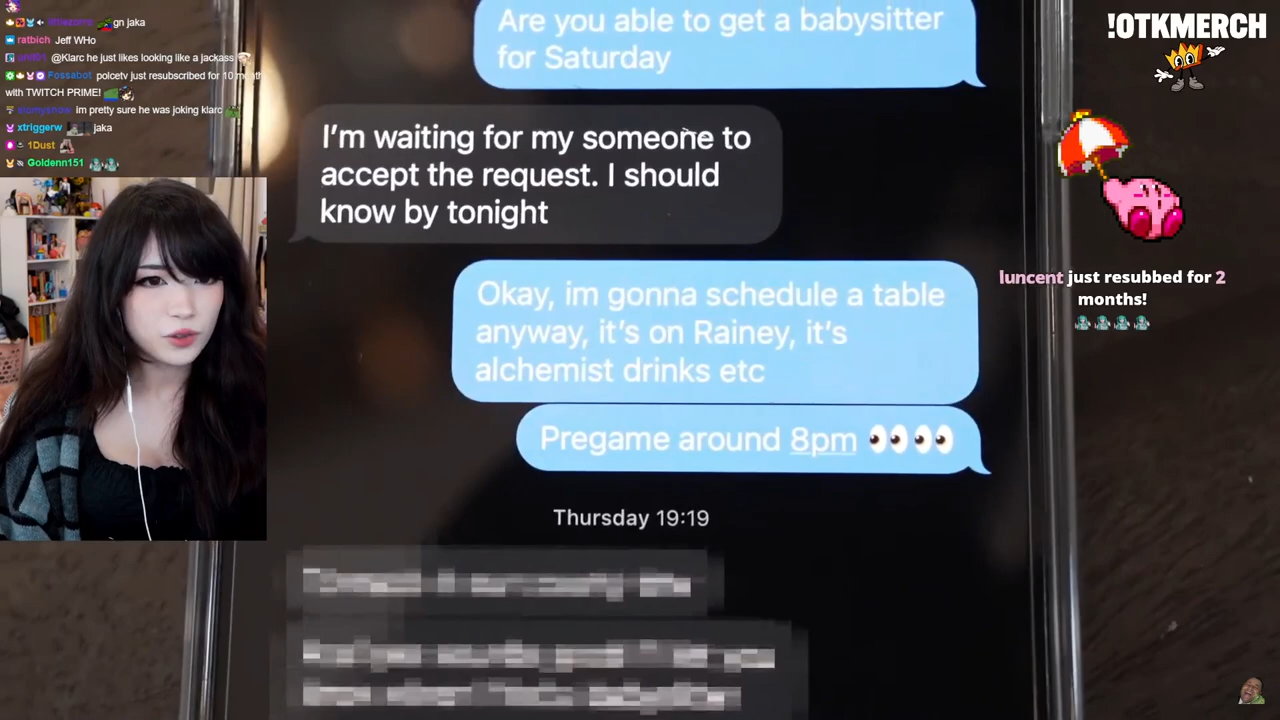 gn jaka
ratbich Jeff WHo
@Klarc he just likes looking like a jackass
Fossabot polcetv just resubscribed for 10 month
with TWITCH PRIME!
im pretty sure he was joking klarc
xtriggerw jaka
1Dust
Goldenn151
Are you able to get a babysitter
for Saturday
I'm waiting for my someone to
accept the request. I should
know by tonight
Okay, im gonna schedule a table
anyway, it's on Rainey, it's
alchemist drinks etc
Pregame around 8pm 👀👀
Thursday 19:19
!OTKMERCH
luncent just resubbed for 2
months!